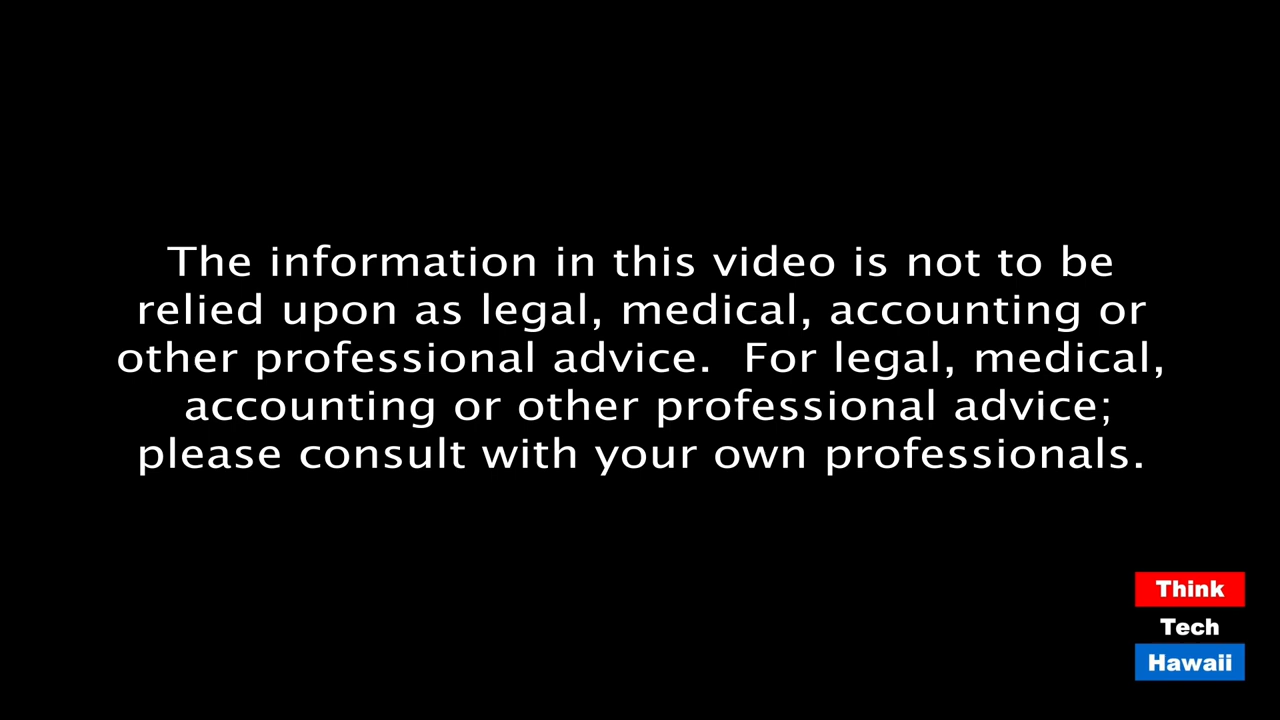 The information in this video is not to be
relied upon as legal, medical, accounting or
other professional advice.  For legal, medical,
accounting or other professional advice;
please consult with your own professionals.
Think
Tech
Hawaii